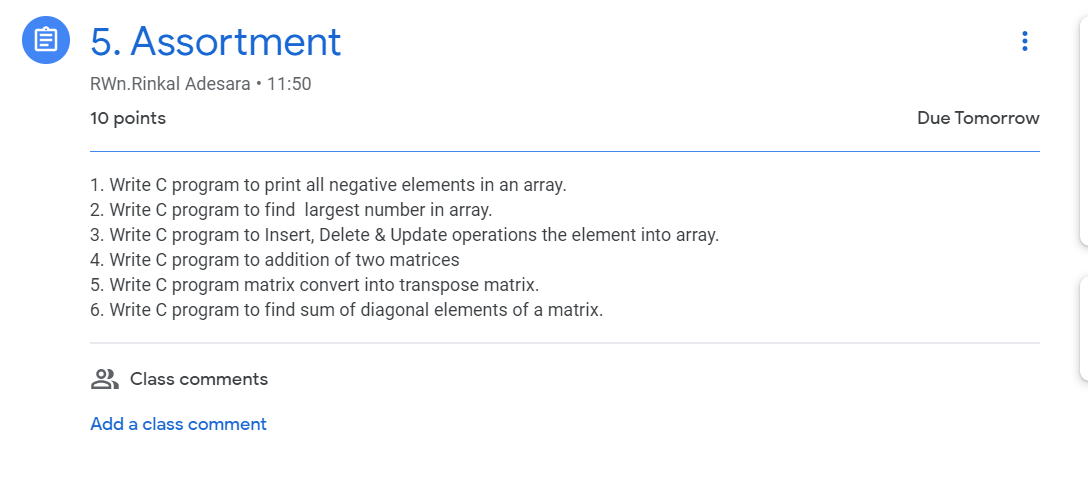 5. Assortment
RWn.Rinkal Adesara • 11:50
10 points
Due Tomorrow
1. Write C program to print all negative elements in an array.
2. Write C program to find  largest number in array.
3. Write C program to Insert, Delete & Update operations the element into array.
4. Write C program to addition of two matrices
5. Write C program matrix convert into transpose matrix.
6. Write C program to find sum of diagonal elements of a matrix.
Class comments
Add a class comment